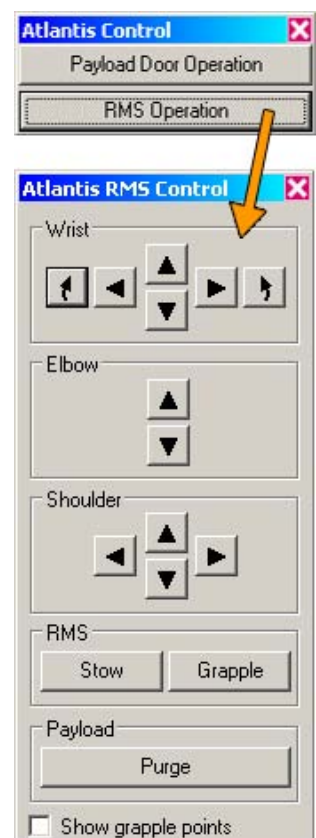 Atlantis Control
Payload Door Operation
RMS Operation
Atlantis RMS Control
Wrist
Elbow
Shoulder
RMS
Stow Grapple
Payload
Purge
Show grapple points